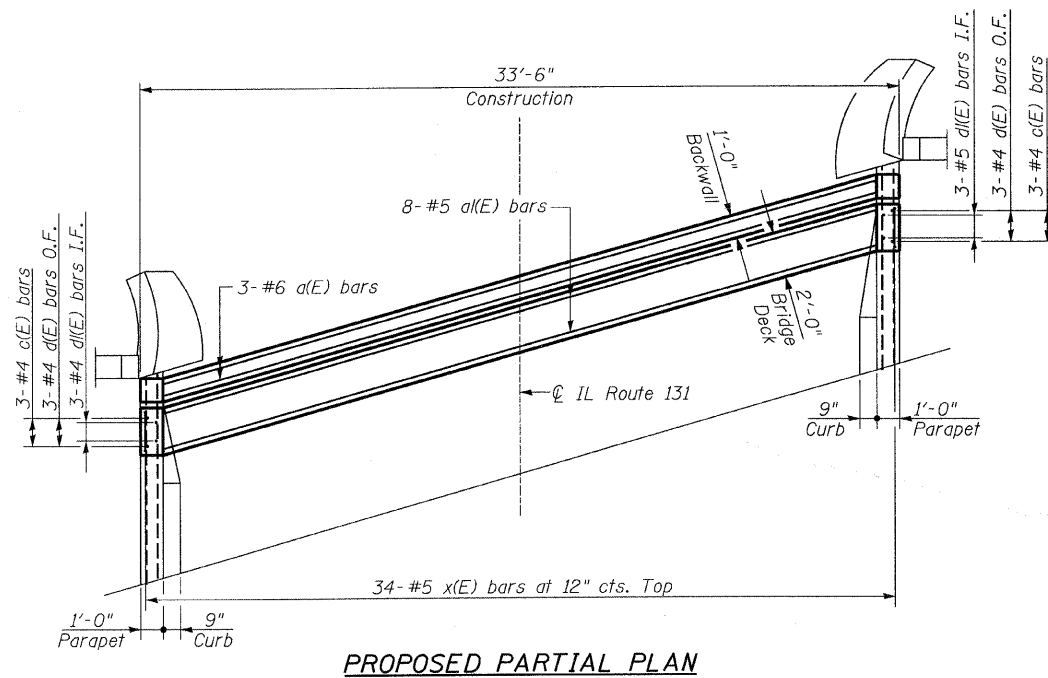 33'-6"
Construction
3-#5 d1(E) bars I.F.
3-#4 d(E) bars O.F.
3-#4 c(E) bars
1'-0"
Backwall
8-#5 a1(E) bars
3-#6 a(E) bars
2'-0"
Bridge
Deck
3-#4 c(E) bars
3-#4 d(E) bars O.F.
3-#4 d1(E) bars I.F.
℄ IL Route 131
9"
Curb
1'-0"
Parapet
34-#5 x(E) bars at 12" cts. Top
1'-0"
Parapet
9"
Curb
PROPOSED PARTIAL PLAN